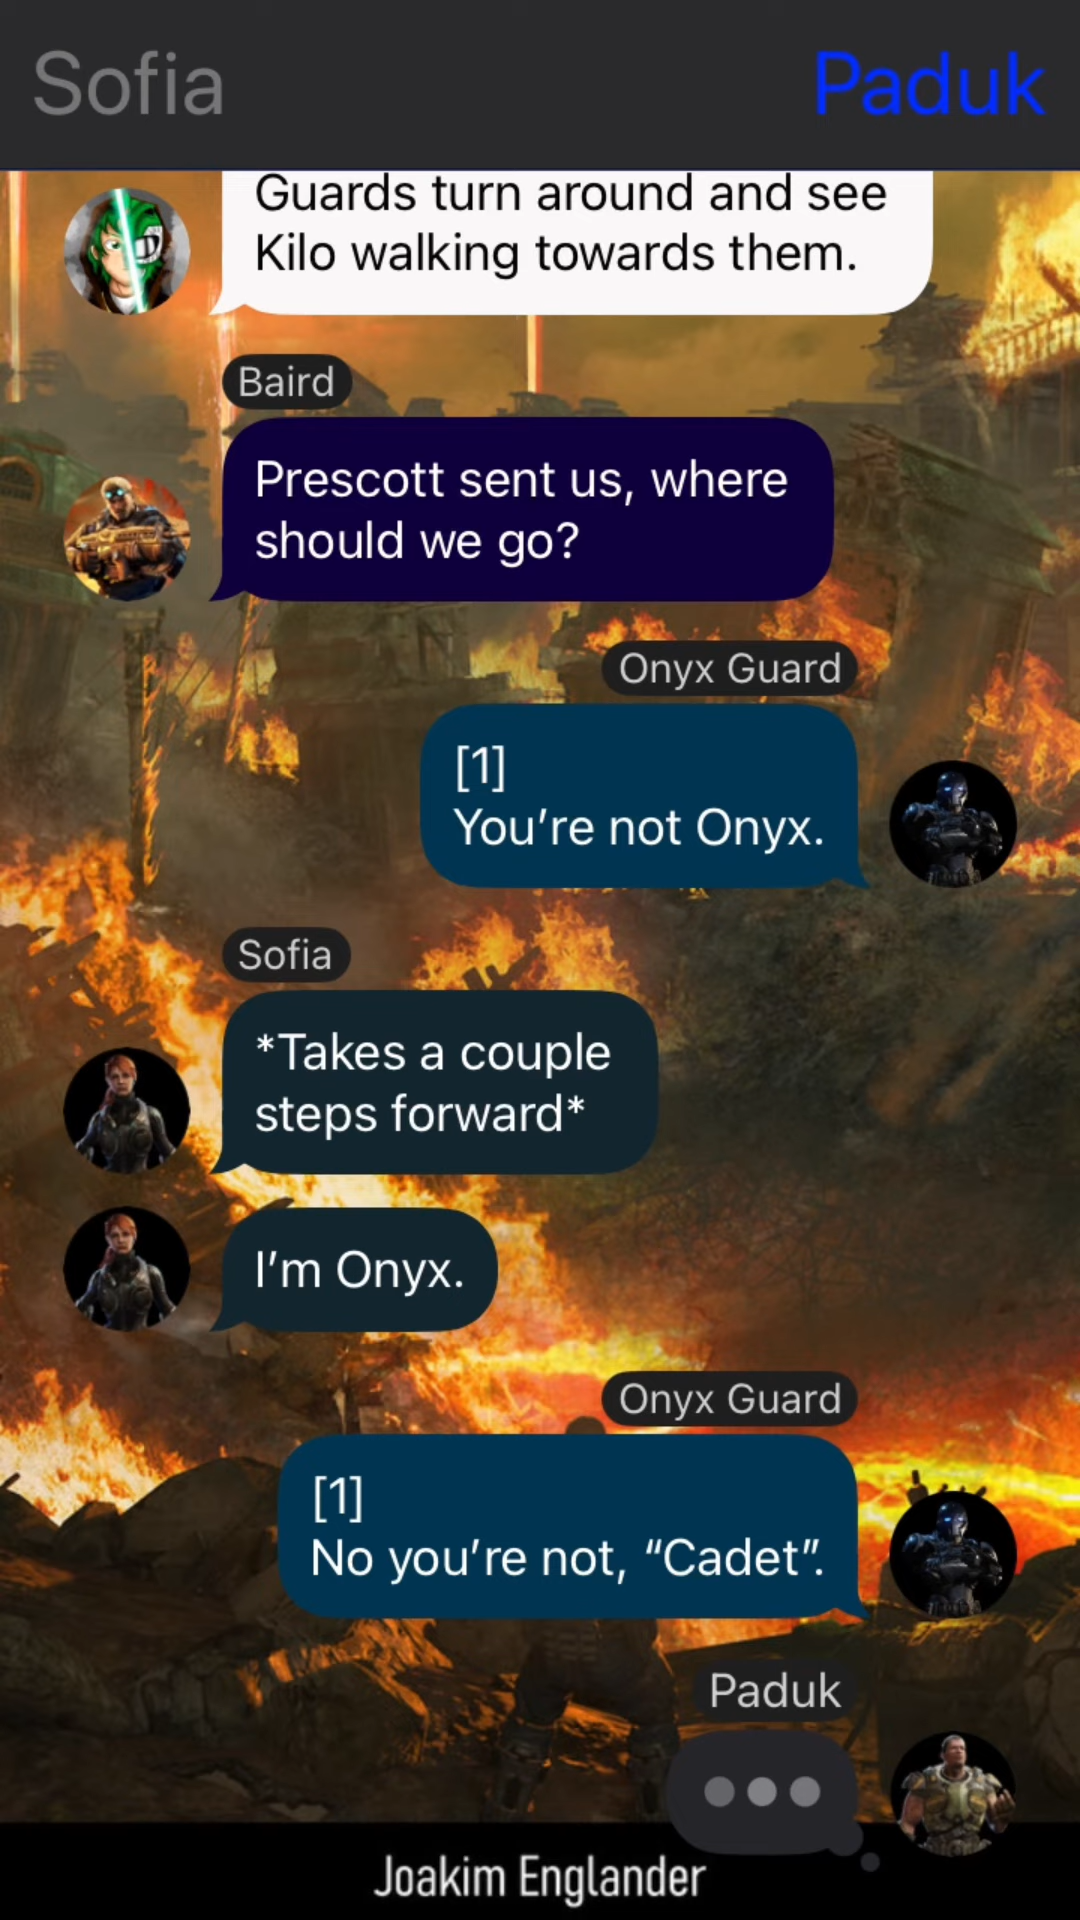 Sofia
Paduk
Guards turn around and see
Kilo walking towards them.
Baird
Prescott sent us, where
should we go?
Onyx Guard
[1]
You’re not Onyx.
Sofia
*Takes a couple
steps forward*
I’m Onyx.
Onyx Guard
[1]
No you’re not, “Cadet”.
Paduk
Joakim Englander